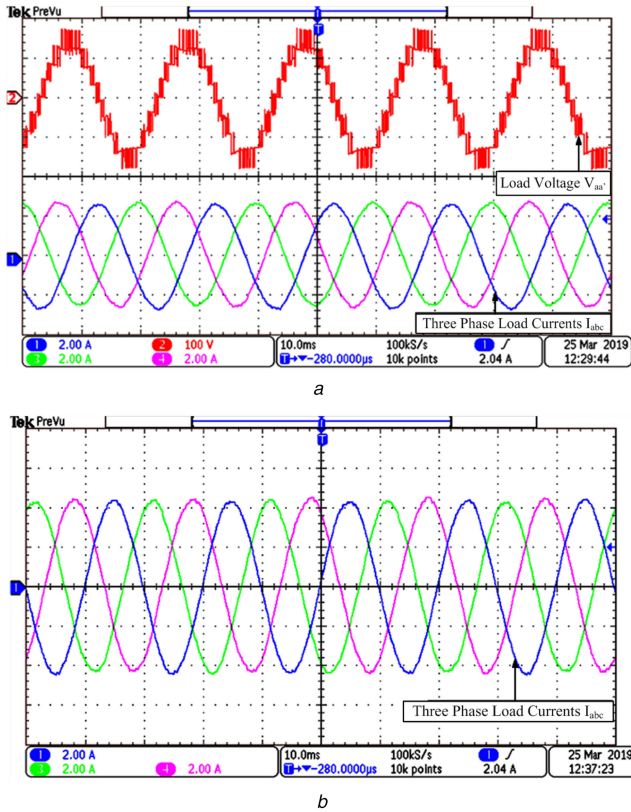 Tek PreVu
T
T
2
Load Voltage Vaa'
1
Three Phase Load Currents Iabc
1 2.00 A 2 100 V 10.0ms 100kS/s 1 25 Mar 2019
3 2.00 A 4 2.00 A T→▼−280.0000µs 10k points 2.04 A 12:29:44
a
Tek PreVu
T
T
1
Three Phase Load Currents Iabc
1 2.00 A 10.0ms 100kS/s 1 25 Mar 2019
3 2.00 A 4 2.00 A T→▼−280.0000µs 10k points 2.04 A 12:37:23
b